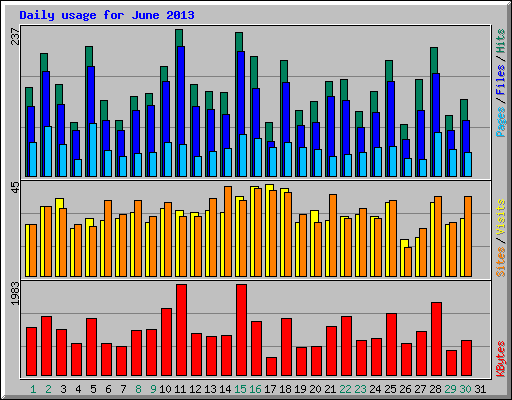 Daily usage for June 2013
237
Pages / Files / Hits
45
Sites / Visits
1983
KBytes
1 2 3 4 5 6 7 8 9 10 11 12 13 14 15 16 17 18 19 20 21 22 23 24 25 26 27 28 29 30 31